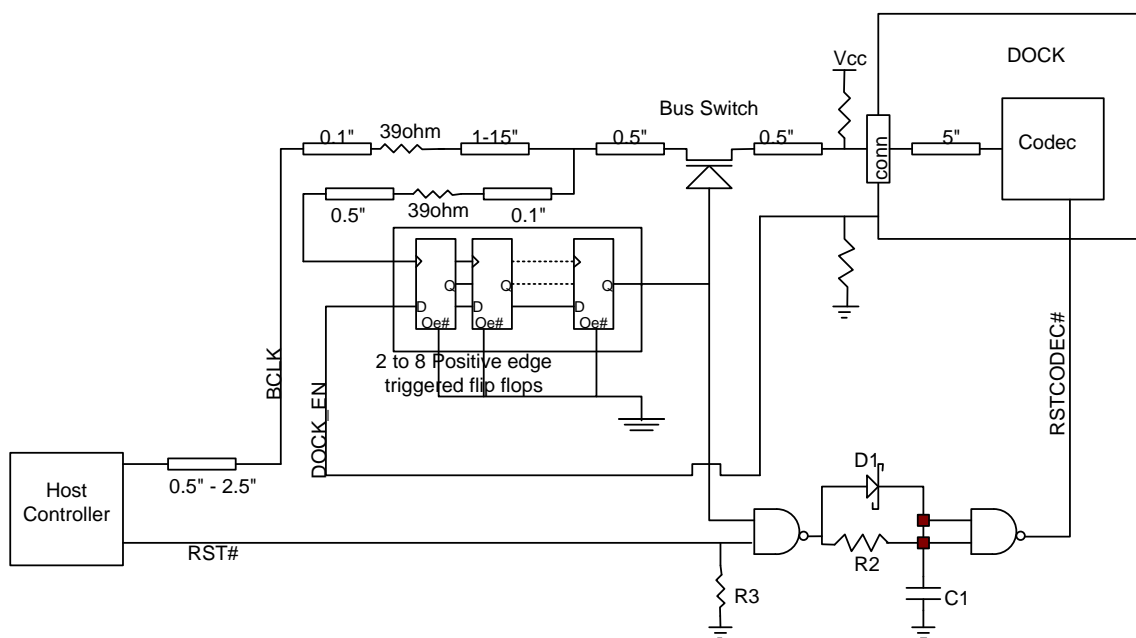 Vcc
DOCK
Bus Switch
0.1"
39ohm
1-15"
0.5"
0.5"
conn
5"
Codec
0.5"
39ohm
0.1"
Q
Q
Q
D
D
D
Oe#
Oe#
Oe#
2 to 8 Positive edge
triggered flip flops
BCLK
DOCK_EN
RSTCODEC#
Host
Controller
0.5" - 2.5"
D1
RST#
R2
R3
C1